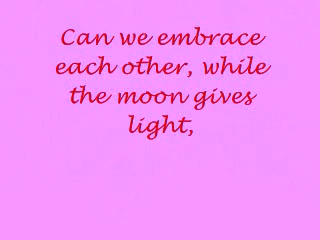 Can we embrace
each other, while
the moon gives
light,